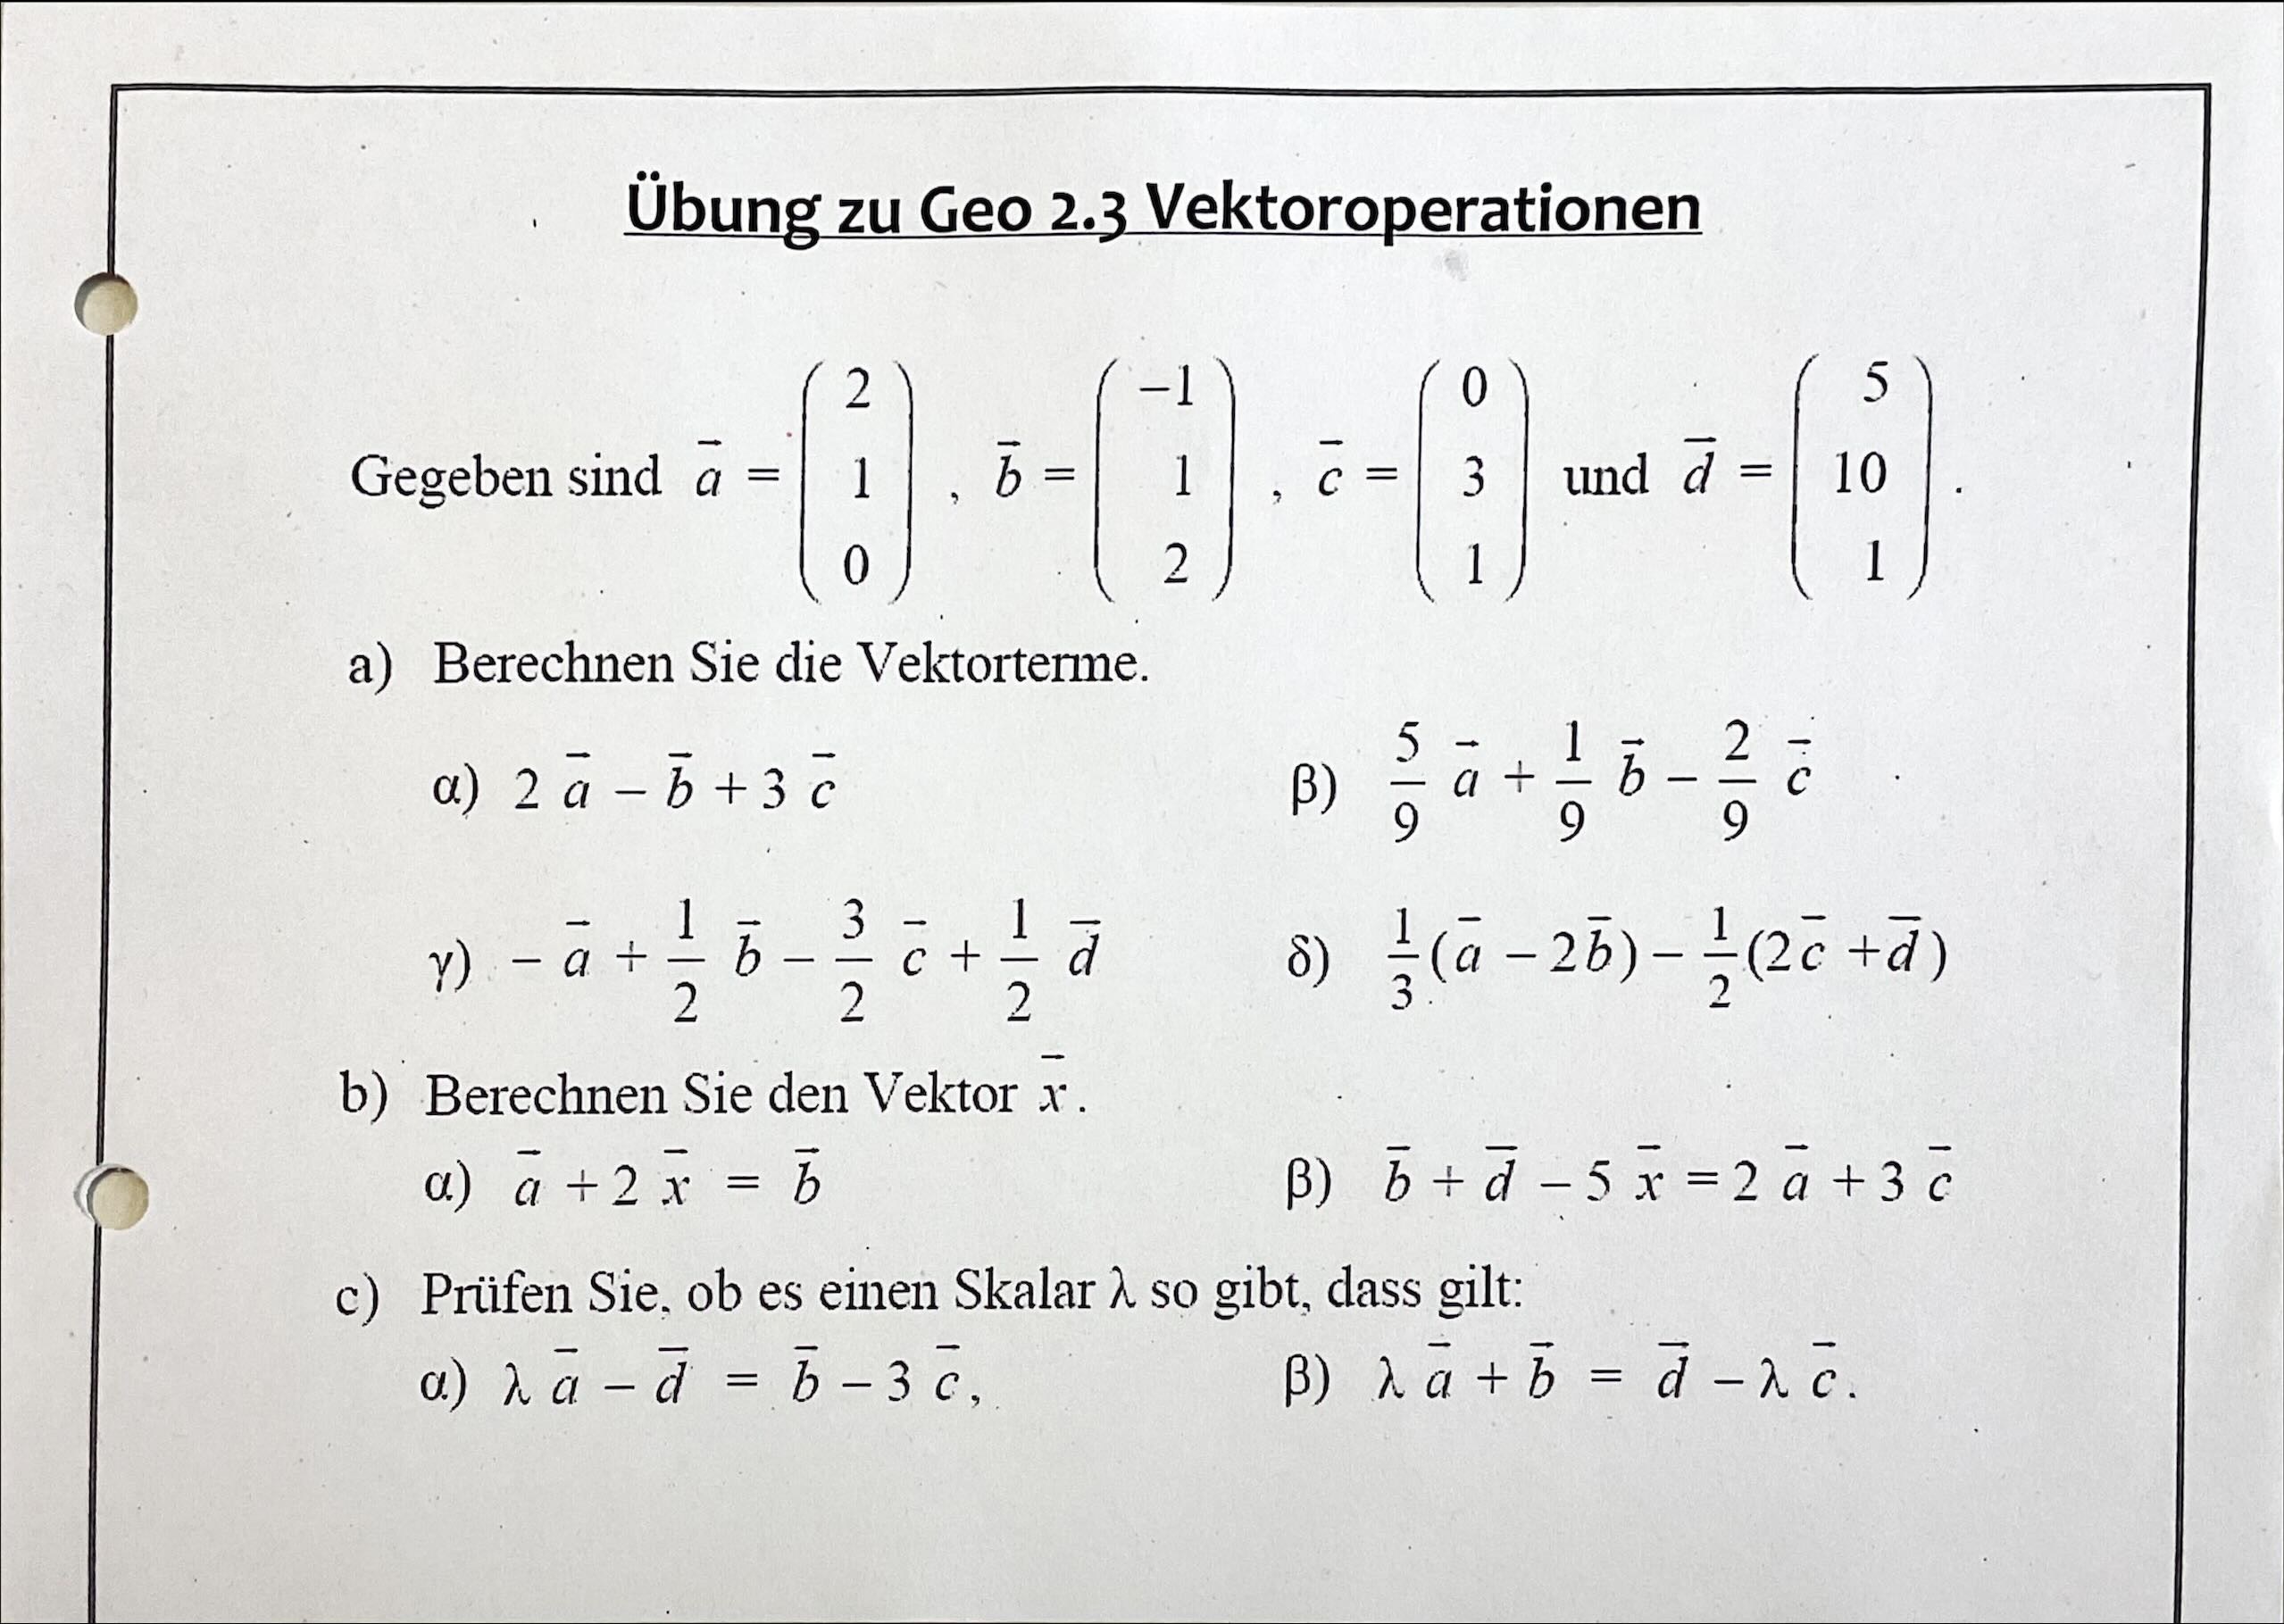 Übung zu Geo 2.3 Vektoroperationen
Gegeben sind $\vec{a} = \begin{pmatrix} 2 \\ 1 \\ 0 \end{pmatrix}$, $\vec{b} = \begin{pmatrix} -1 \\ 1 \\ 2 \end{pmatrix}$, $\vec{c} = \begin{pmatrix} 0 \\ 3 \\ 1 \end{pmatrix}$ und $\vec{d} = \begin{pmatrix} 5 \\ 10 \\ 1 \end{pmatrix}$.
a) Berechnen Sie die Vektorterme.
α) $2\vec{a} - \vec{b} + 3\vec{c}$ β) $\frac{5}{9}\vec{a} + \frac{1}{9}\vec{b} - \frac{2}{9}\vec{c}$
γ) $-\vec{a} + \frac{1}{2}\vec{b} - \frac{3}{2}\vec{c} + \frac{1}{2}\vec{d}$ δ) $\frac{1}{3}(\vec{a} - 2\vec{b}) - \frac{1}{2}(2\vec{c} + \vec{d})$
b) Berechnen Sie den Vektor $\vec{x}$.
α) $\vec{a} + 2\vec{x} = \vec{b}$ β) $\vec{b} + \vec{d} - 5\vec{x} = 2\vec{a} + 3\vec{c}$
c) Prüfen Sie, ob es einen Skalar λ so gibt, dass gilt:
α) $\lambda\vec{a} - \vec{d} = \vec{b} - 3\vec{c}$, β) $\lambda\vec{a} + \vec{b} = \vec{d} - \lambda\vec{c}$.